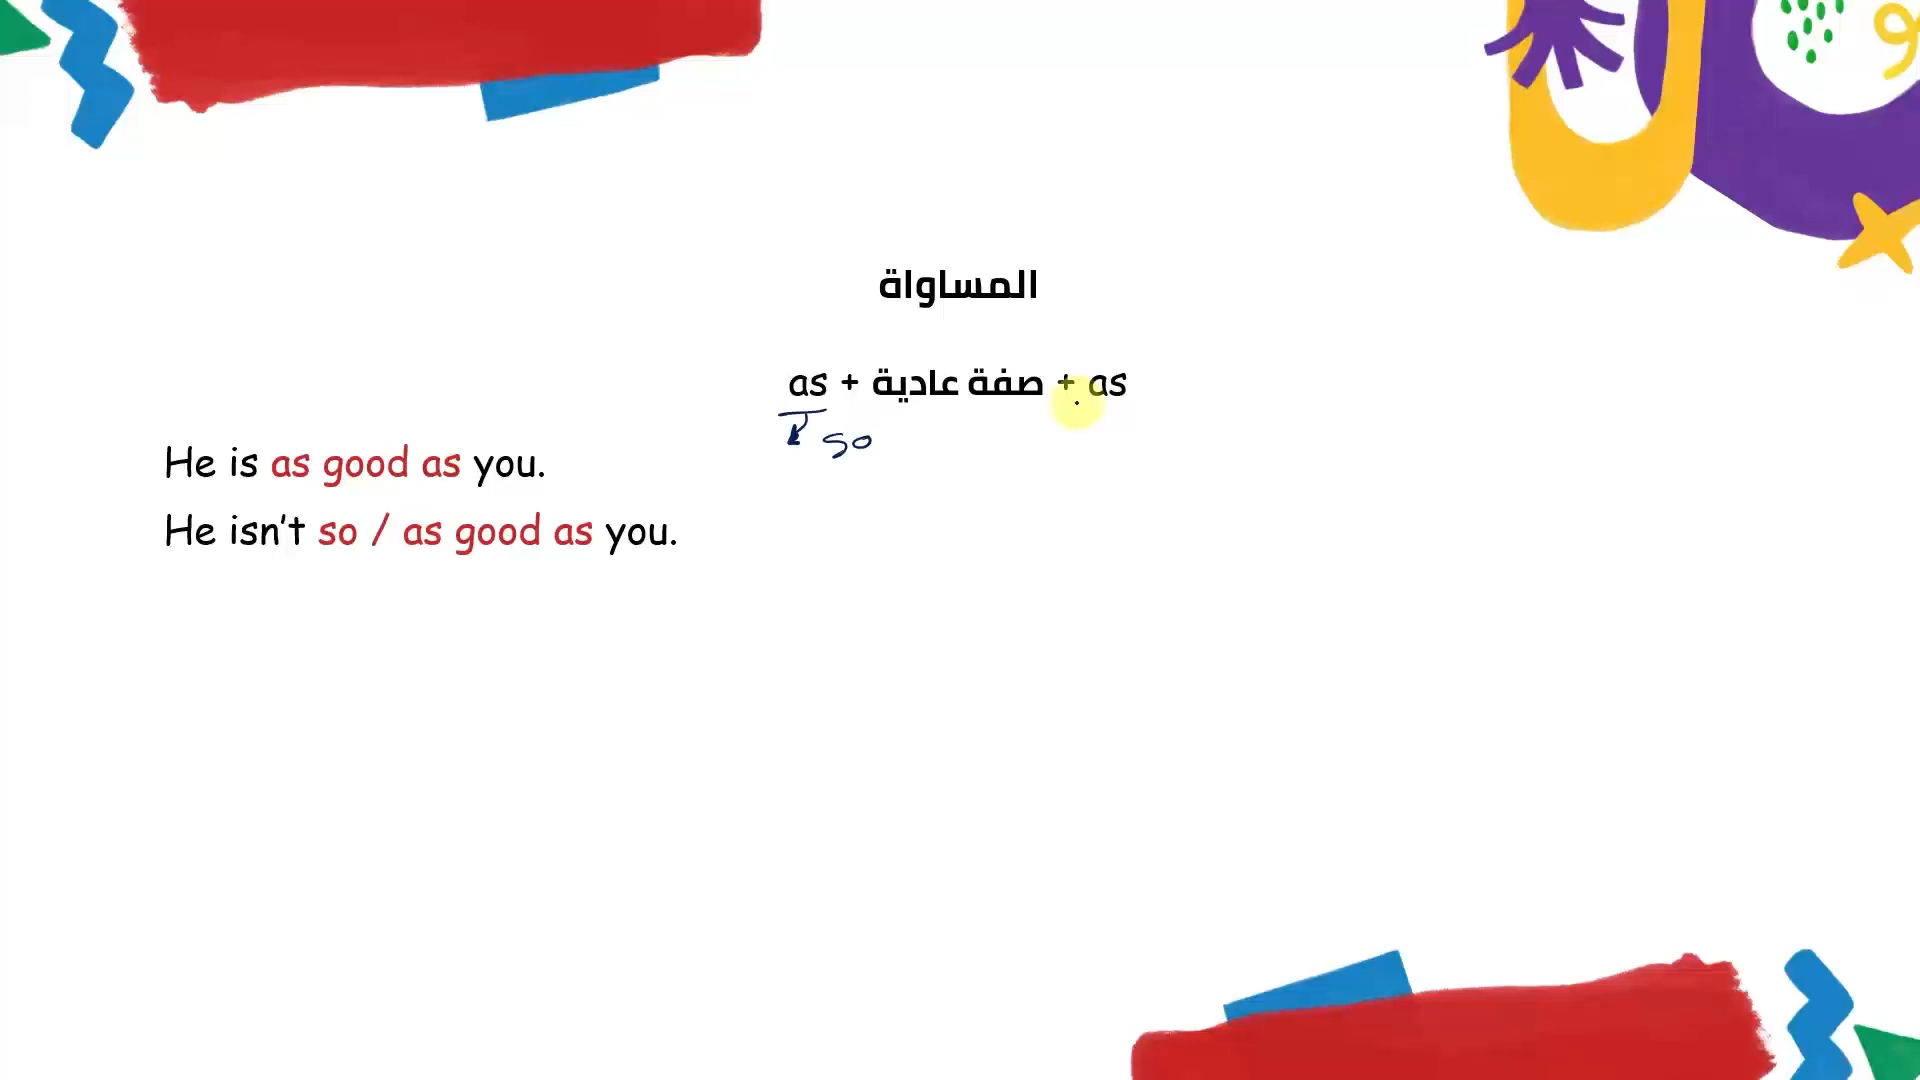 المساواة
as + صفة عادية + as
so
He is as good as you.
He isn't so / as good as you.